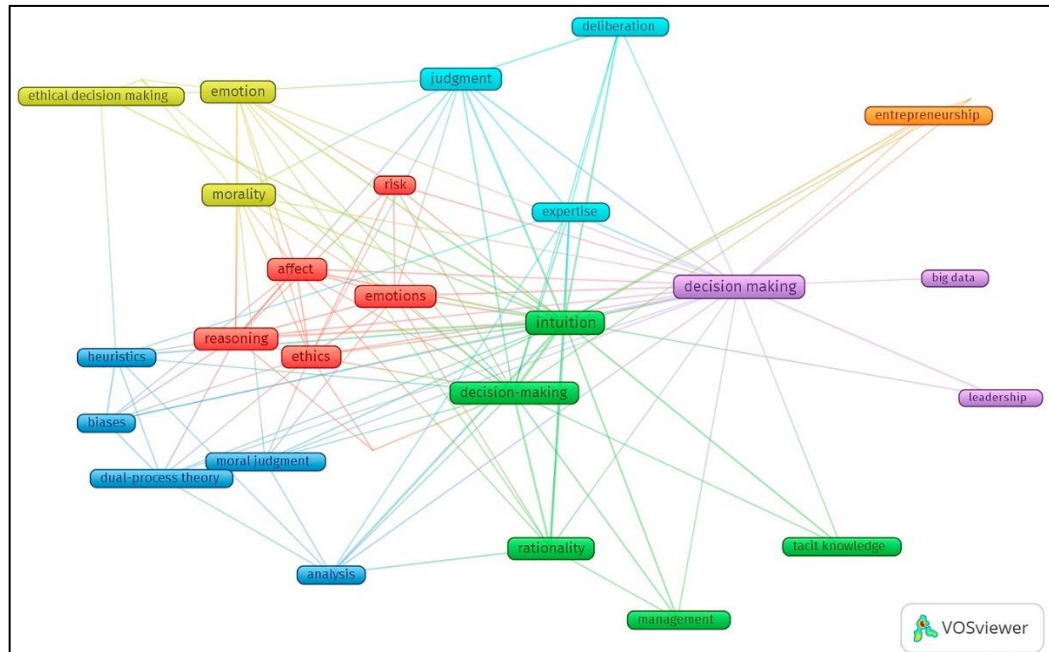 deliberation
judgment
ethical decision making
emotion
entrepreneurship
risk
morality
expertise
affect
big data
decision making
emotions
intuition
reasoning
ethics
heuristics
decision-making
leadership
biases
moral judgment
dual-process theory
rationality
tacit knowledge
analysis
management
VOSviewer